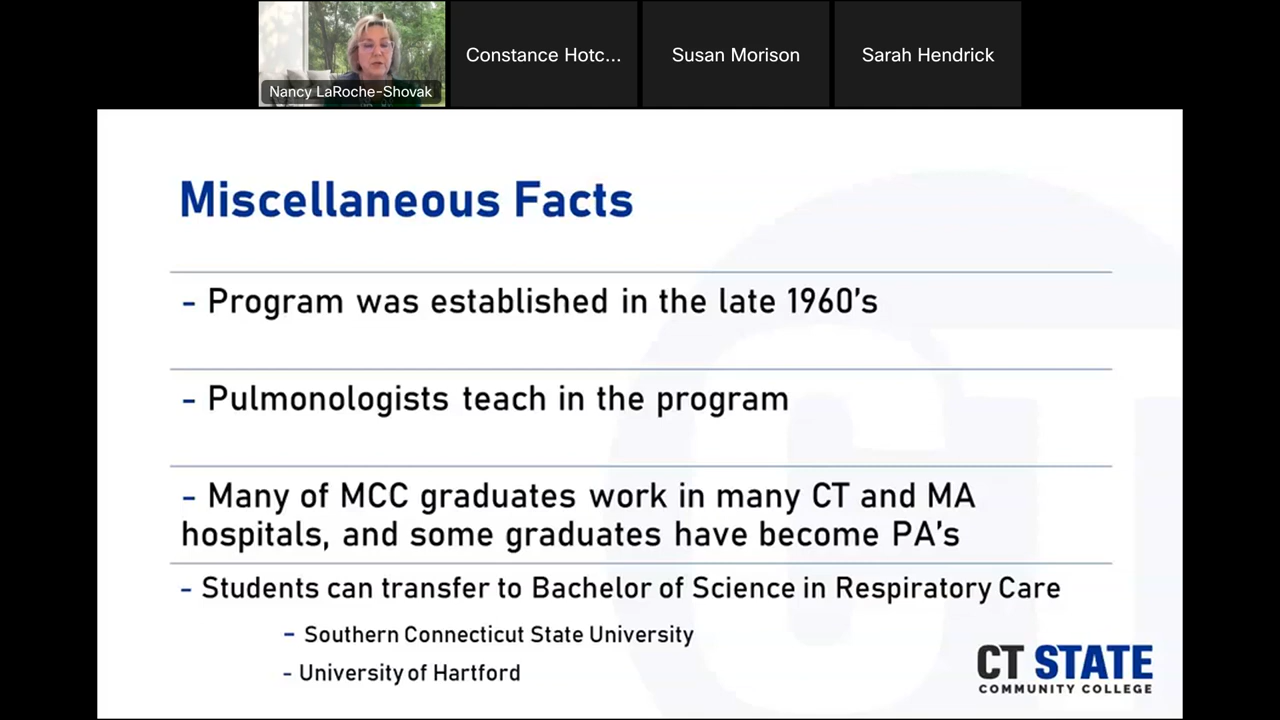 Nancy LaRoche-Shovak
Constance Hotc...
Susan Morison
Sarah Hendrick
Miscellaneous Facts
- Program was established in the late 1960's
- Pulmonologists teach in the program
- Many of MCC graduates work in many CT and MA
hospitals, and some graduates have become PA's
- Students can transfer to Bachelor of Science in Respiratory Care
- Southern Connecticut State University
- University of Hartford
CT STATE
COMMUNITY COLLEGE